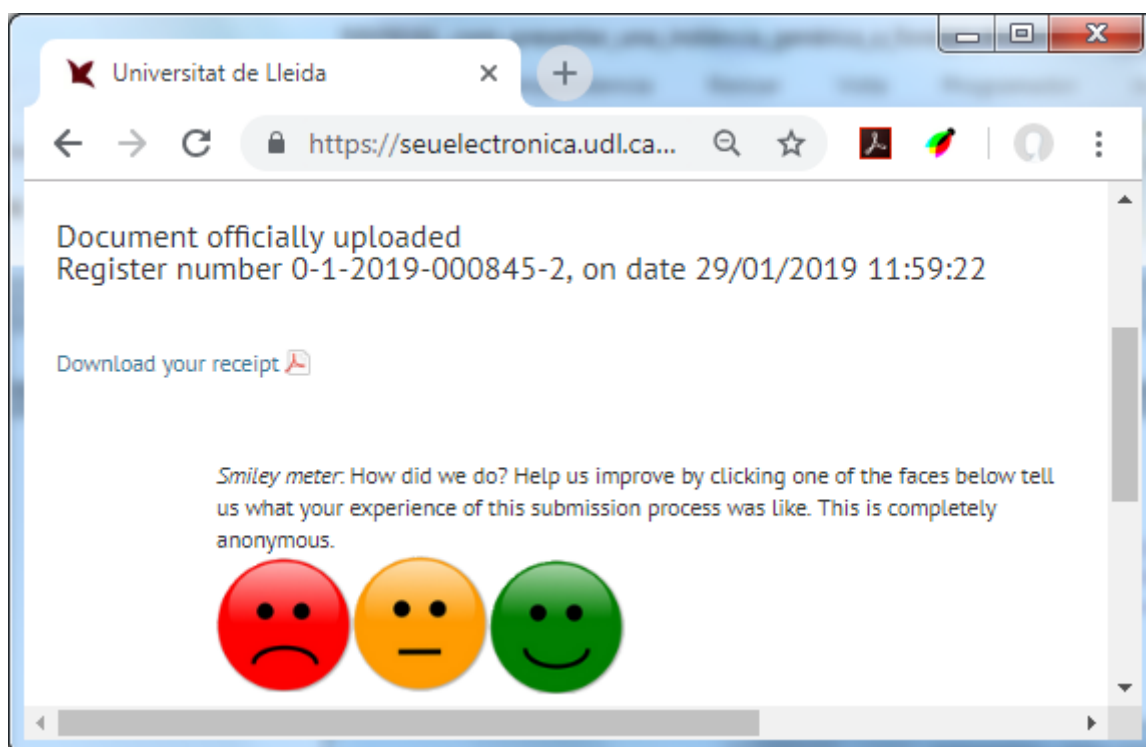 Universitat de Lleida
https://seuelectronica.udl.ca...
Document officially uploaded
Register number 0-1-2019-000845-2, on date 29/01/2019 11:59:22
Download your receipt
Smiley meter: How did we do? Help us improve by clicking one of the faces below tell
us what your experience of this submission process was like. This is completely
anonymous.